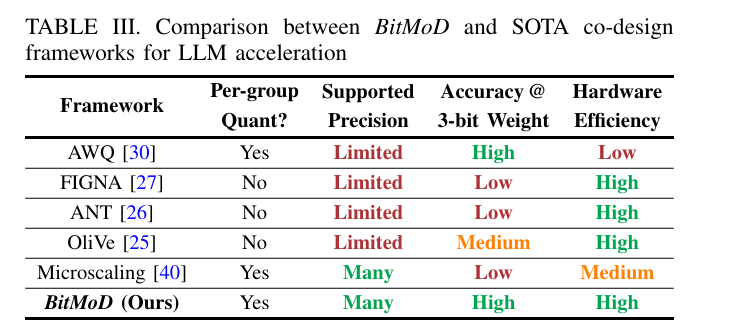 TABLE III. Comparison between BitMoD and SOTA co-design
frameworks for LLM acceleration
Framework Per-group Quant? Supported Precision Accuracy @ 3-bit Weight Hardware Efficiency
AWQ [30] Yes Limited High Low
FIGNA [27] No Limited Low High
ANT [26] No Limited Low High
OliVe [25] No Limited Medium High
Microscaling [40] Yes Many Low Medium
BitMoD (Ours) Yes Many High High